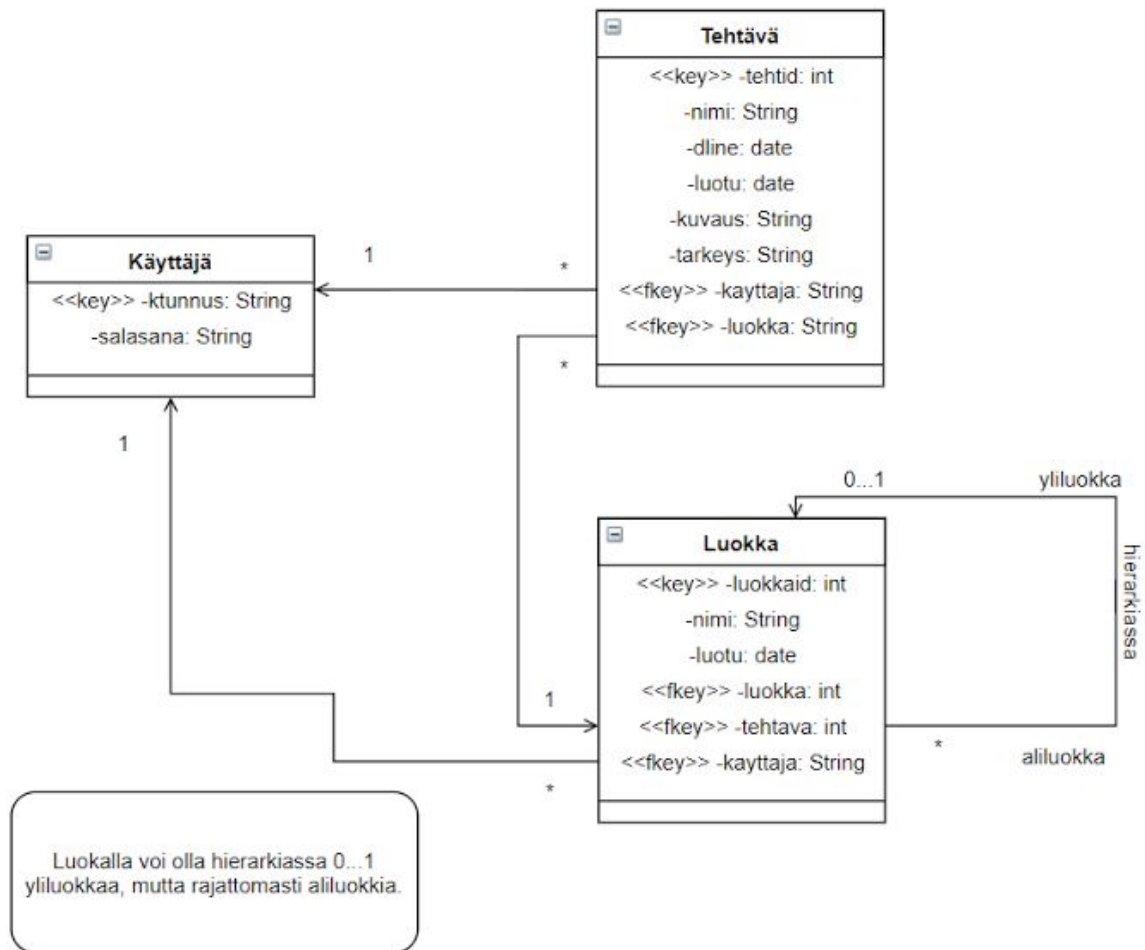 Tehtävä
<<key>> -tehtid: int
-nimi: String
-dline: date
-luotu: date
-kuvaus: String
-tarkeys: String
<<fkey>> -kayttaja: String
<<fkey>> -luokka: String
Käyttäjä
<<key>> -ktunnus: String
-salasana: String
1
*
*
1
0...1
yliluokka
hierarkiassa
Luokka
<<key>> -luokkaid: int
-nimi: String
-luotu: date
<<fkey>> -luokka: int
<<fkey>> -tehtava: int
<<fkey>> -kayttaja: String
1
*
aliluokka
*
Luokalla voi olla hierarkiassa 0...1
yliluokkaa, mutta rajattomasti aliluokkia.